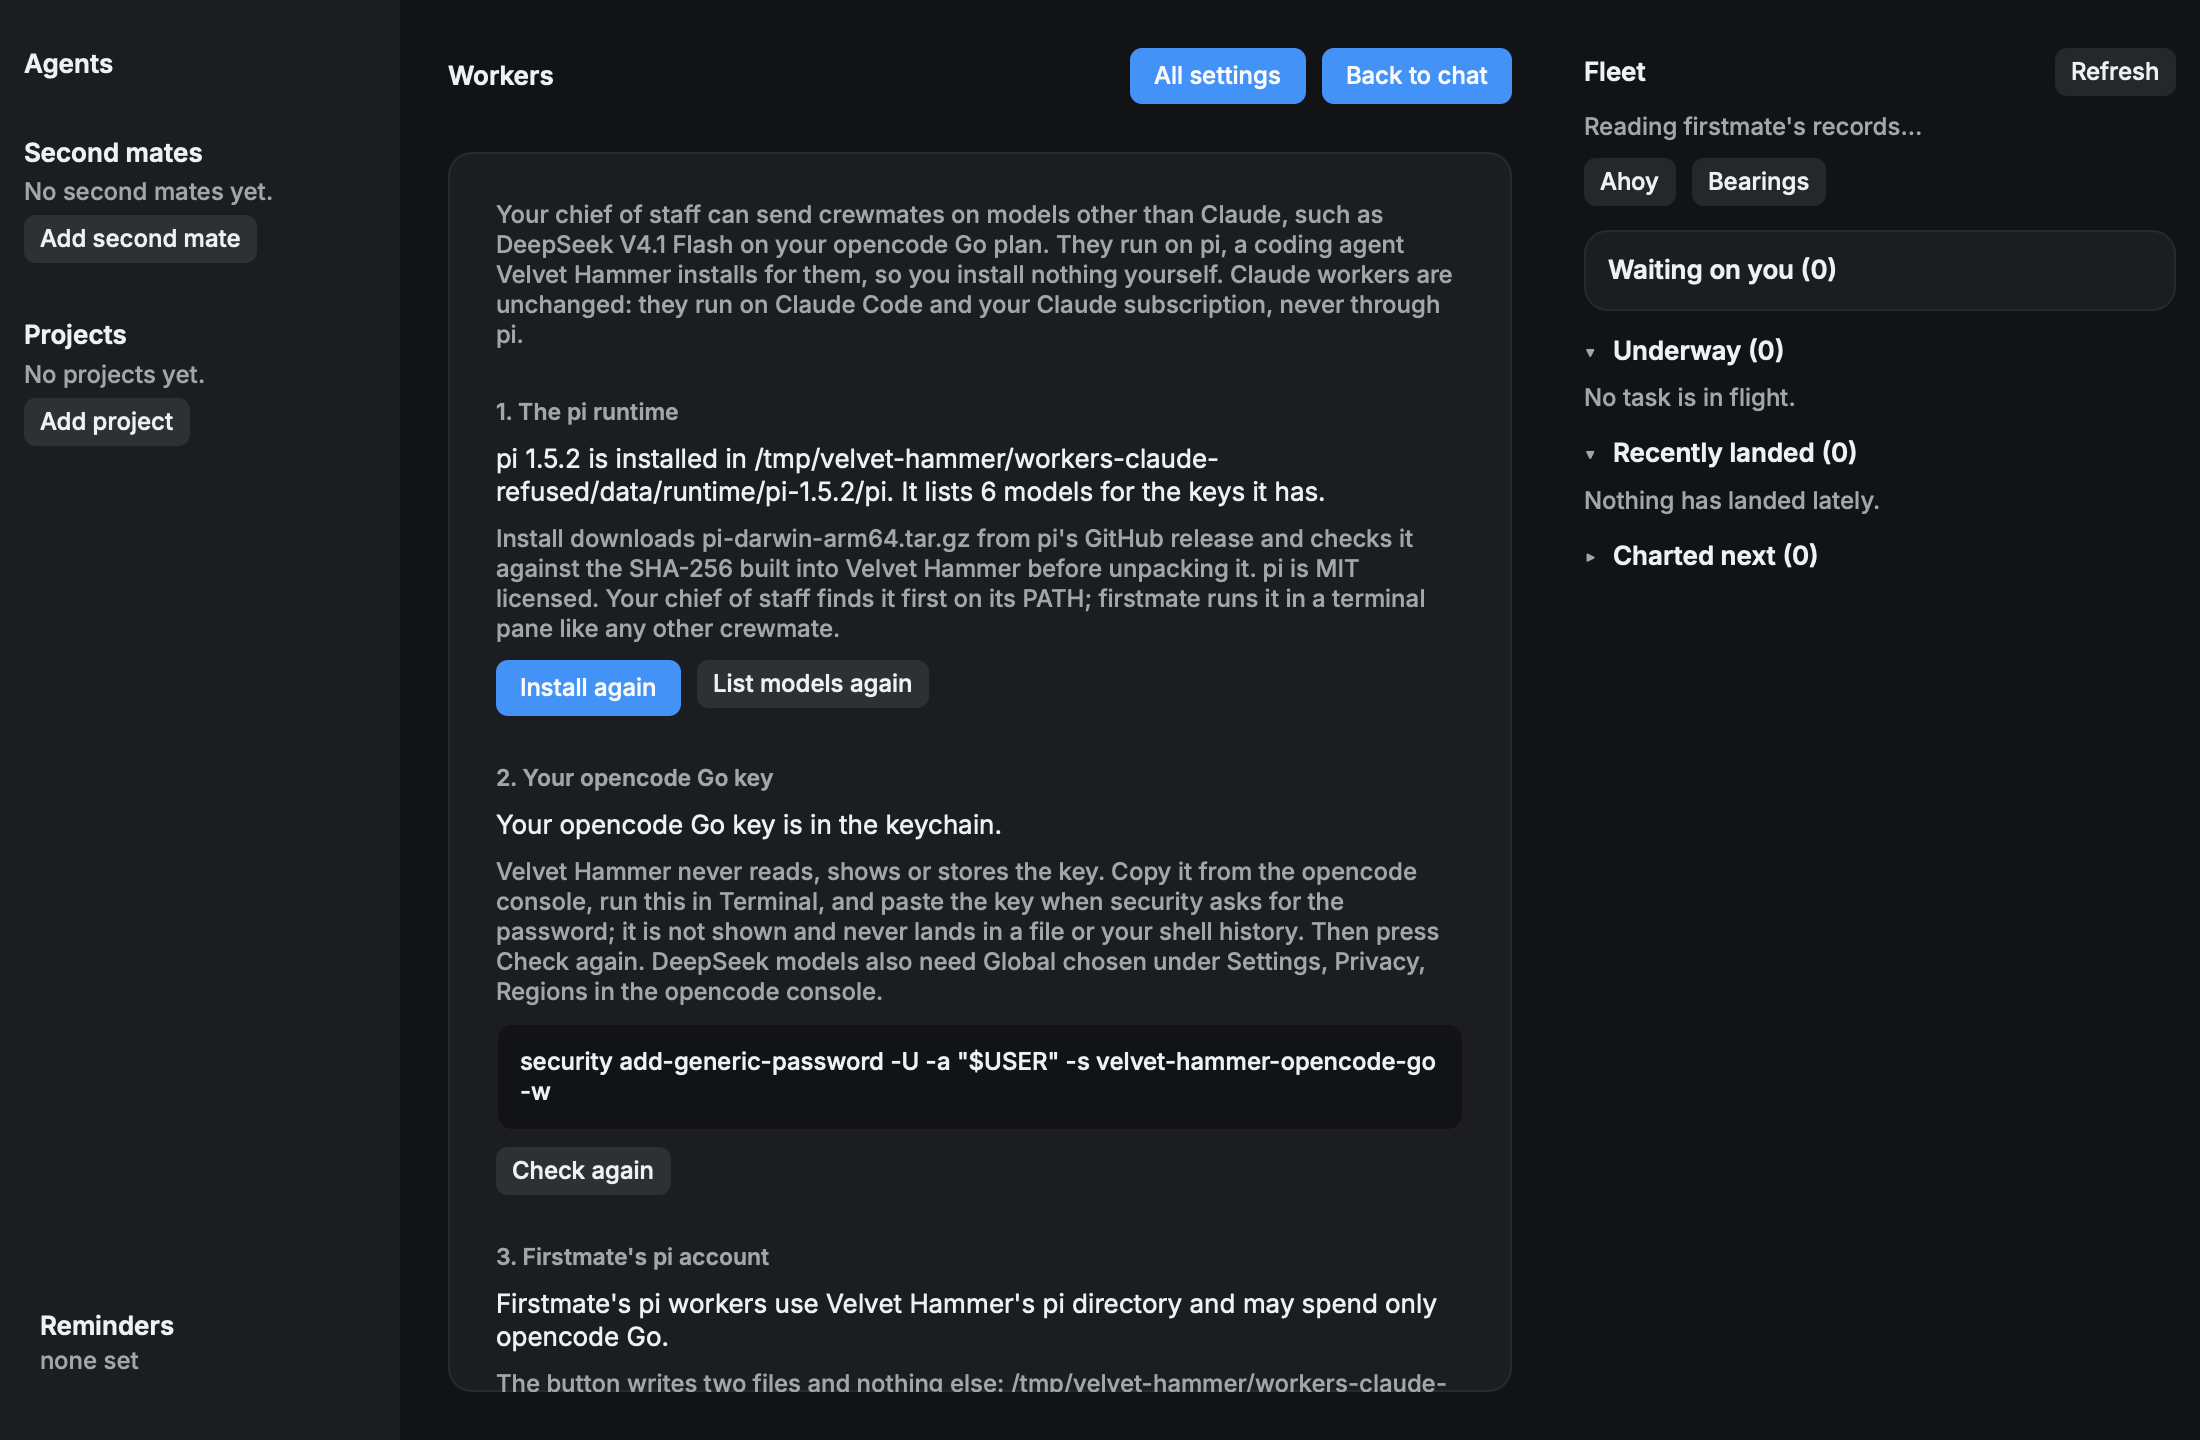 Agents
Second mates
No second mates yet.
Add second mate
Projects
No projects yet.
Add project
Reminders
none set
Workers
All settings
Back to chat
Your chief of staff can send crewmates on models other than Claude, such as
DeepSeek V4.1 Flash on your opencode Go plan. They run on pi, a coding agent
Velvet Hammer installs for them, so you install nothing yourself. Claude workers are
unchanged: they run on Claude Code and your Claude subscription, never through
pi.
1. The pi runtime
pi 1.5.2 is installed in /tmp/velvet-hammer/workers-claude-
refused/data/runtime/pi-1.5.2/pi. It lists 6 models for the keys it has.
Install downloads pi-darwin-arm64.tar.gz from pi's GitHub release and checks it
against the SHA-256 built into Velvet Hammer before unpacking it. pi is MIT
licensed. Your chief of staff finds it first on its PATH; firstmate runs it in a terminal
pane like any other crewmate.
Install again
List models again
2. Your opencode Go key
Your opencode Go key is in the keychain.
Velvet Hammer never reads, shows or stores the key. Copy it from the opencode
console, run this in Terminal, and paste the key when security asks for the
password; it is not shown and never lands in a file or your shell history. Then press
Check again. DeepSeek models also need Global chosen under Settings, Privacy,
Regions in the opencode console.
security add-generic-password -U -a "$USER" -s velvet-hammer-opencode-go
-w
Check again
3. Firstmate's pi account
Firstmate's pi workers use Velvet Hammer's pi directory and may spend only
opencode Go.
The button writes two files and nothing else: /tmp/velvet-hammer/workers-claude-
Fleet
Refresh
Reading firstmate's records...
Ahoy
Bearings
Waiting on you (0)
Underway (0)
No task is in flight.
Recently landed (0)
Nothing has landed lately.
Charted next (0)